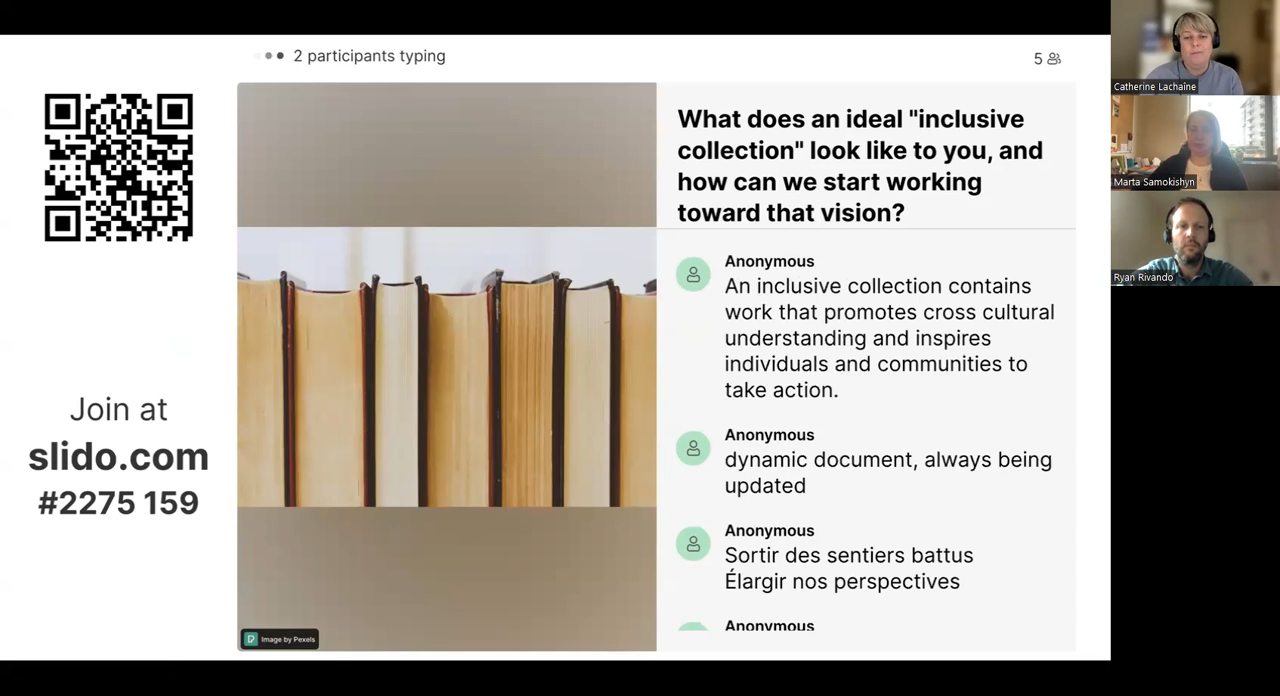 2 participants typing
5
Join at
slido.com
#2275 159
Image by Pexels
What does an ideal "inclusive
collection" look like to you, and
how can we start working
toward that vision?
Anonymous
An inclusive collection contains
work that promotes cross cultural
understanding and inspires
individuals and communities to
take action.
Anonymous
dynamic document, always being
updated
Anonymous
Sortir des sentiers battus
Élargir nos perspectives
Anonymous
Catherine Lachaîne
Marta Samokishyn
Ryan Rivando